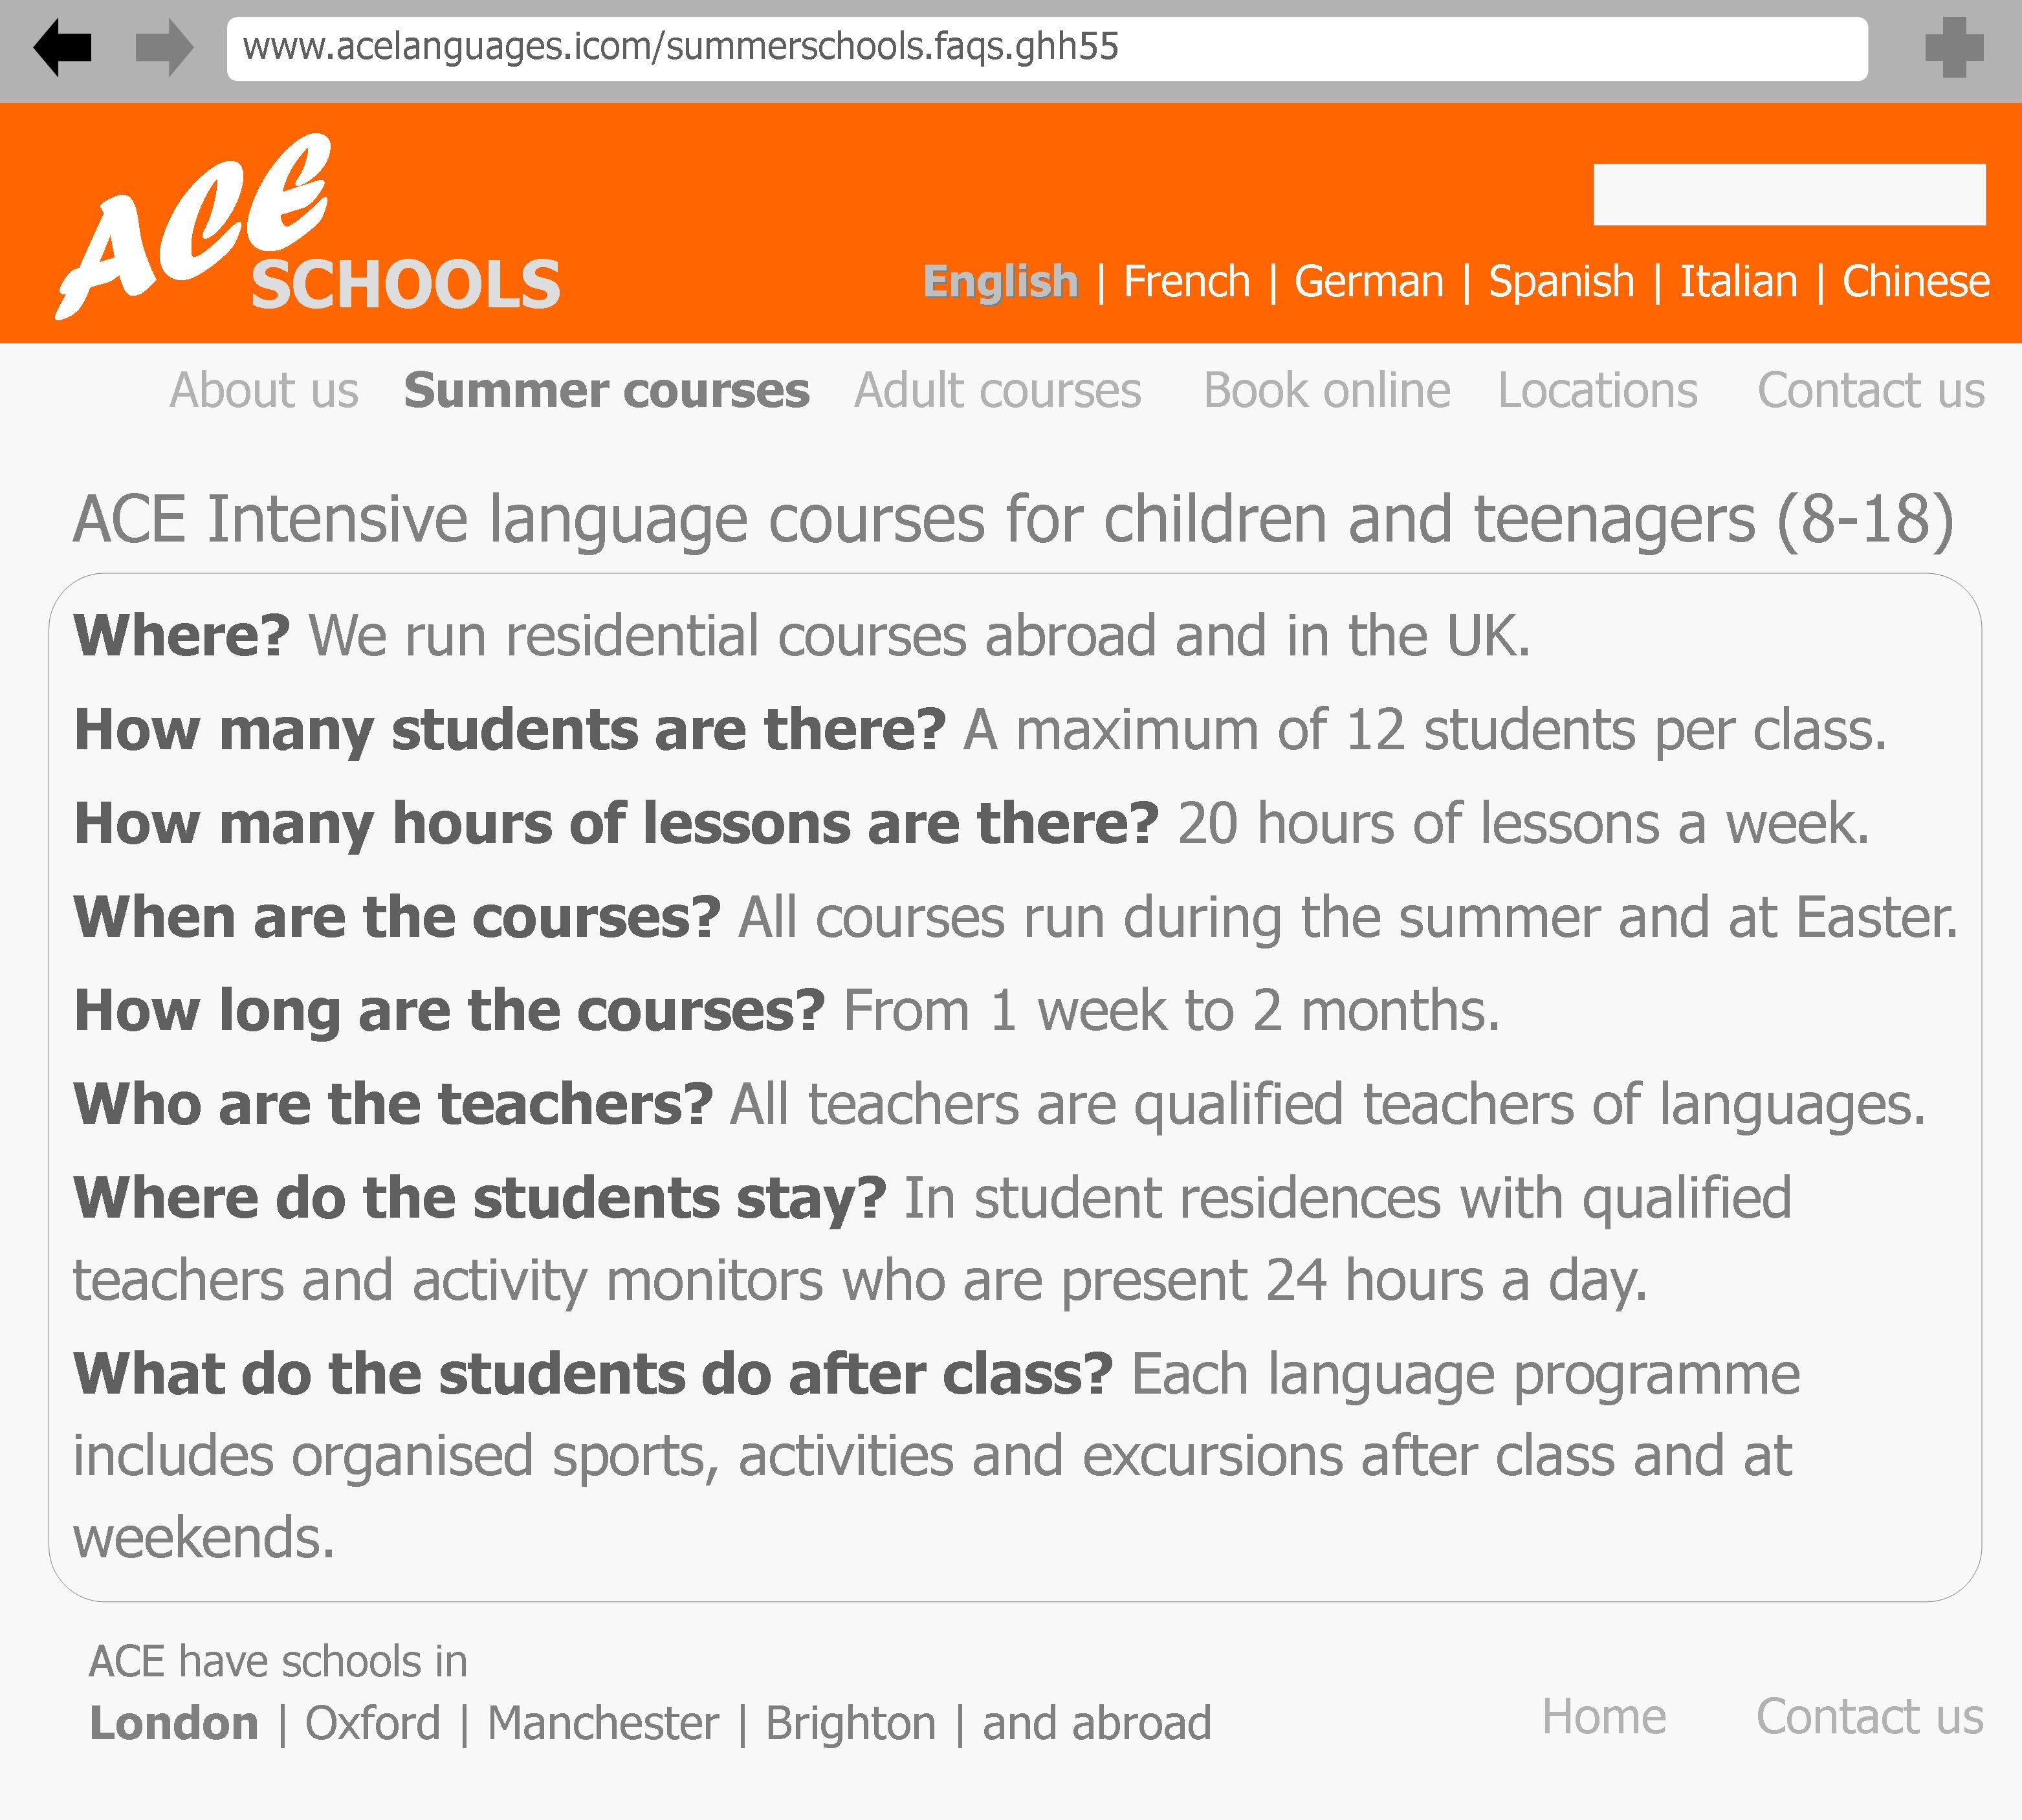 www.acelanguages.icom/summerschools.faqs.ghh55
ACE
SCHOOLS
English | French | German | Spanish | Italian | Chinese
About us Summer courses Adult courses Book online Locations Contact us
ACE Intensive language courses for children and teenagers (8-18)
Where? We run residential courses abroad and in the UK.
How many students are there? A maximum of 12 students per class.
How many hours of lessons are there? 20 hours of lessons a week.
When are the courses? All courses run during the summer and at Easter.
How long are the courses? From 1 week to 2 months.
Who are the teachers? All teachers are qualified teachers of languages.
Where do the students stay? In student residences with qualified
teachers and activity monitors who are present 24 hours a day.
What do the students do after class? Each language programme
includes organised sports, activities and excursions after class and at
weekends.
ACE have schools in
London | Oxford | Manchester | Brighton | and abroad
Home Contact us